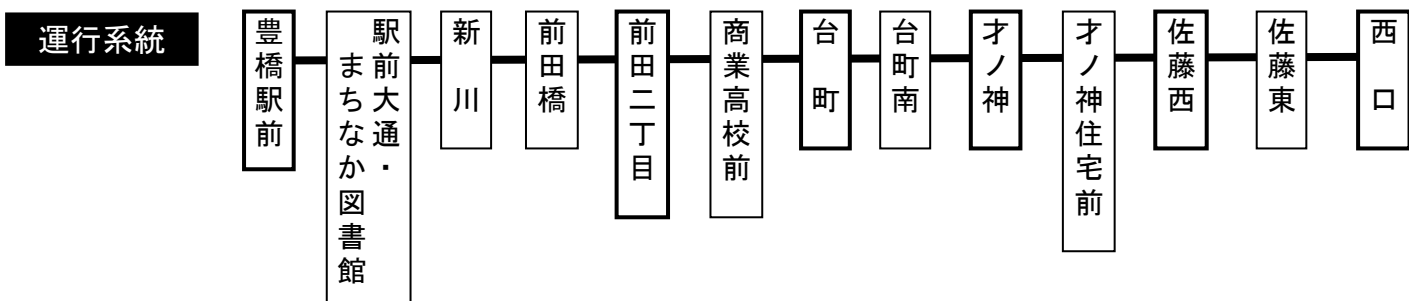 運行系統
豊橋駅前
駅前大通・
まちなか図書館
新川
前田橋
前田二丁目
商業高校前
台町
台町南
才ノ神
才ノ神住宅前
佐藤西
佐藤東
西口